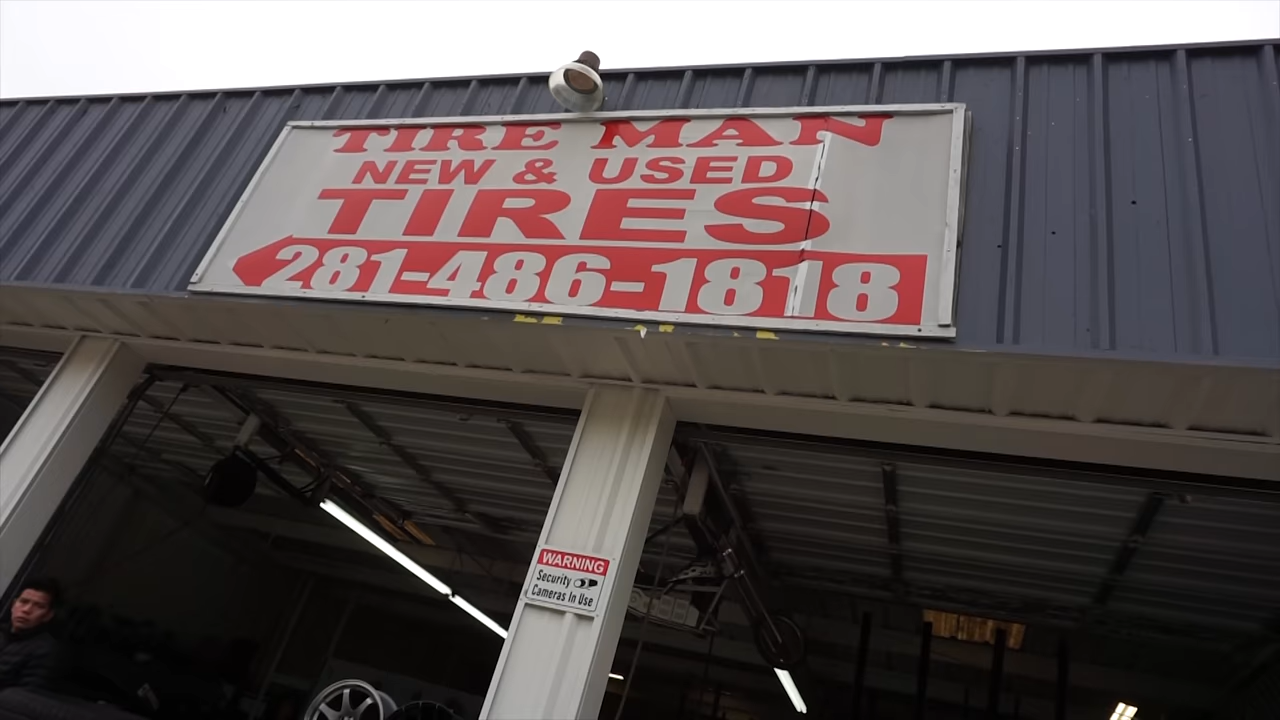 TIRE MAN
NEW & USED
TIRES
281-486-1818
WARNING
Security
Cameras In Use